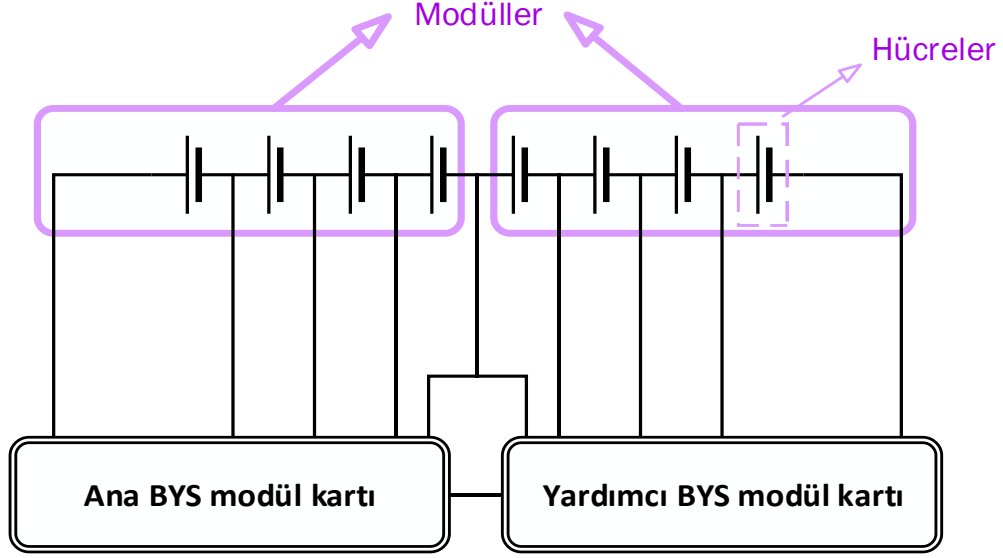 Modüller
Hücreler
Ana BYS modül kartı
Yardımcı BYS modül kartı